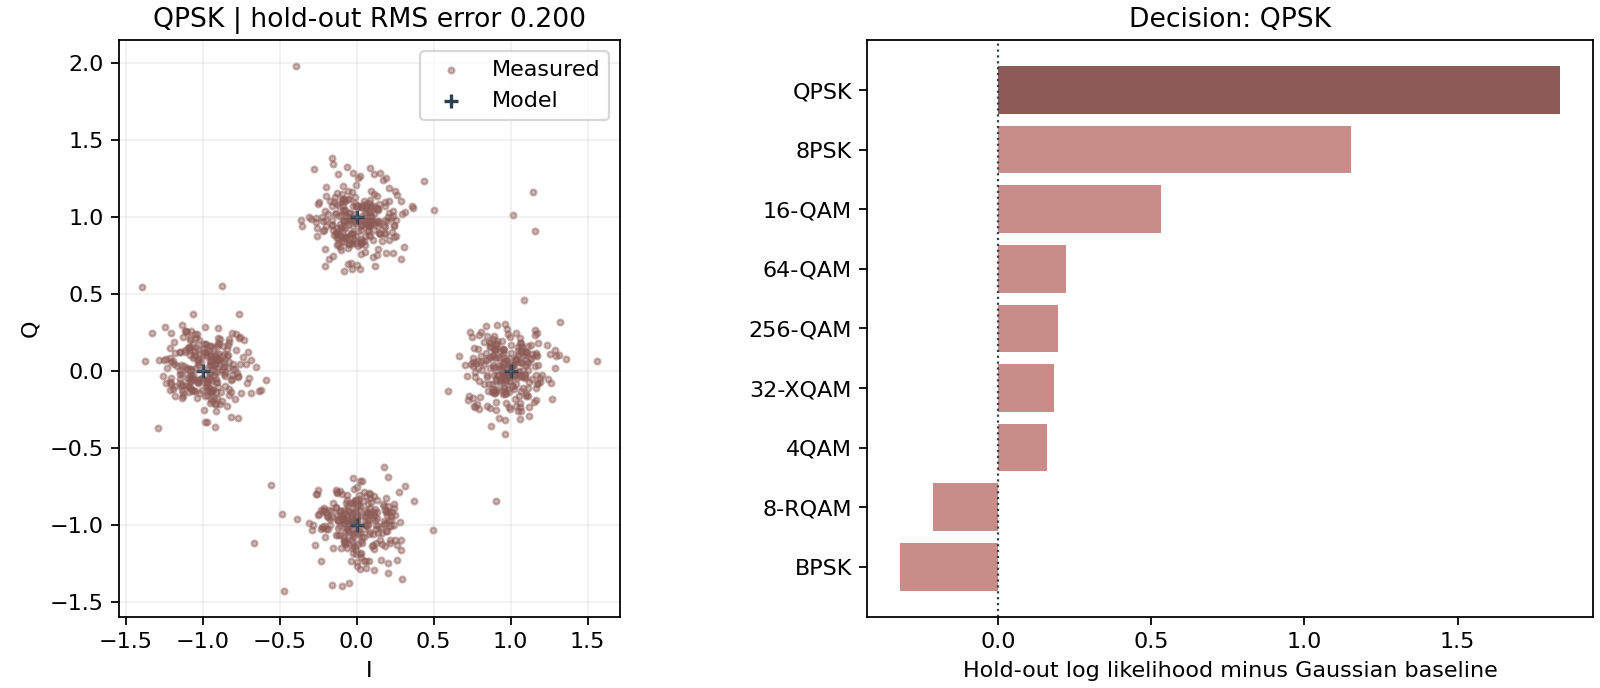 QPSK | hold-out RMS error 0.200
Measured
Model
2.0
1.5
1.0
0.5
0.0
−0.5
−1.0
−1.5
Q
−1.5 −1.0 −0.5 0.0 0.5 1.0 1.5
I
Decision: QPSK
QPSK
8PSK
16-QAM
64-QAM
256-QAM
32-XQAM
4QAM
8-RQAM
BPSK
0.0 0.5 1.0 1.5
Hold-out log likelihood minus Gaussian baseline